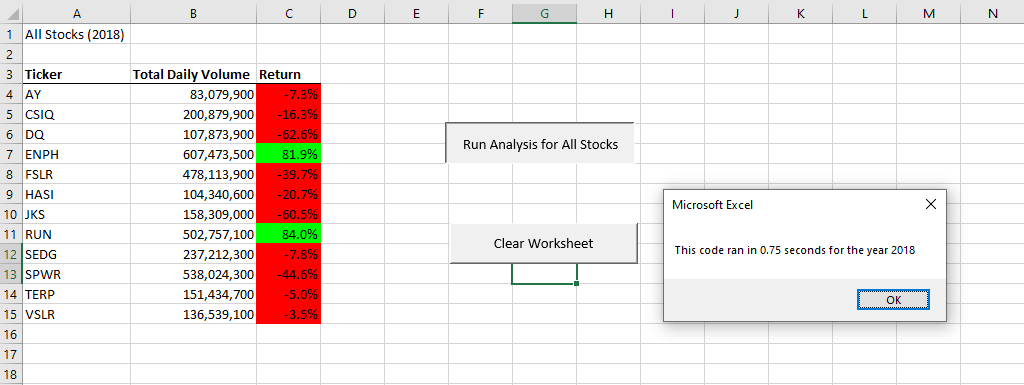 A B C D E F G H I J K L M N
1 All Stocks (2018)
2
3 Ticker Total Daily Volume Return
4 AY 83,079,900 -7.3%
5 CSIQ 200,879,900 -16.3%
6 DQ 107,873,900 -62.6%
7 ENPH 607,473,500 81.9%
8 FSLR 478,113,900 -39.7%
9 HASI 104,340,600 -20.7%
10 JKS 158,309,000 -60.5%
11 RUN 502,757,100 84.0%
12 SEDG 237,212,300 -7.8%
13 SPWR 538,024,300 -44.6%
14 TERP 151,434,700 -5.0%
15 VSLR 136,539,100 -3.5%
16
17
18
Run Analysis for All Stocks
Clear Worksheet
Microsoft Excel
This code ran in 0.75 seconds for the year 2018
OK